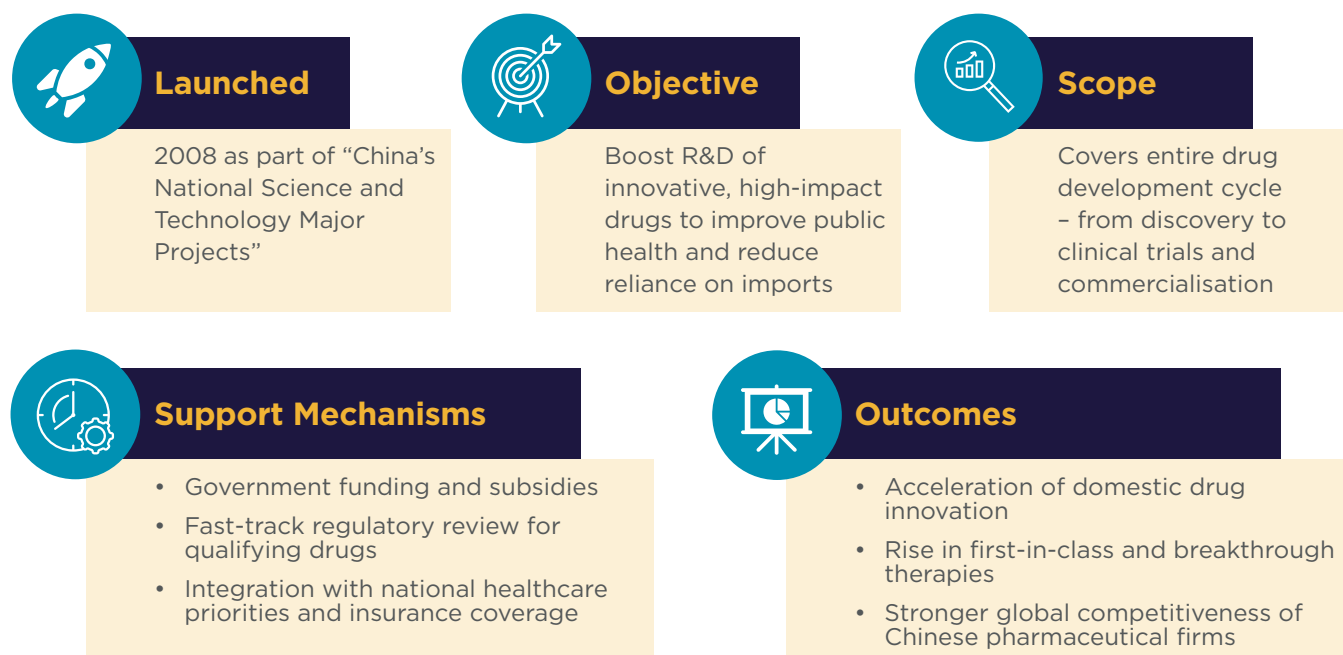 Launched
2008 as part of “China’s
National Science and
Technology Major
Projects”
Objective
Boost R&D of
innovative, high-impact
drugs to improve public
health and reduce
reliance on imports
Scope
Covers entire drug
development cycle
– from discovery to
clinical trials and
commercialisation
Support Mechanisms
• Government funding and subsidies
• Fast-track regulatory review for
qualifying drugs
• Integration with national healthcare
priorities and insurance coverage
Outcomes
• Acceleration of domestic drug
innovation
• Rise in first-in-class and breakthrough
therapies
• Stronger global competitiveness of
Chinese pharmaceutical firms